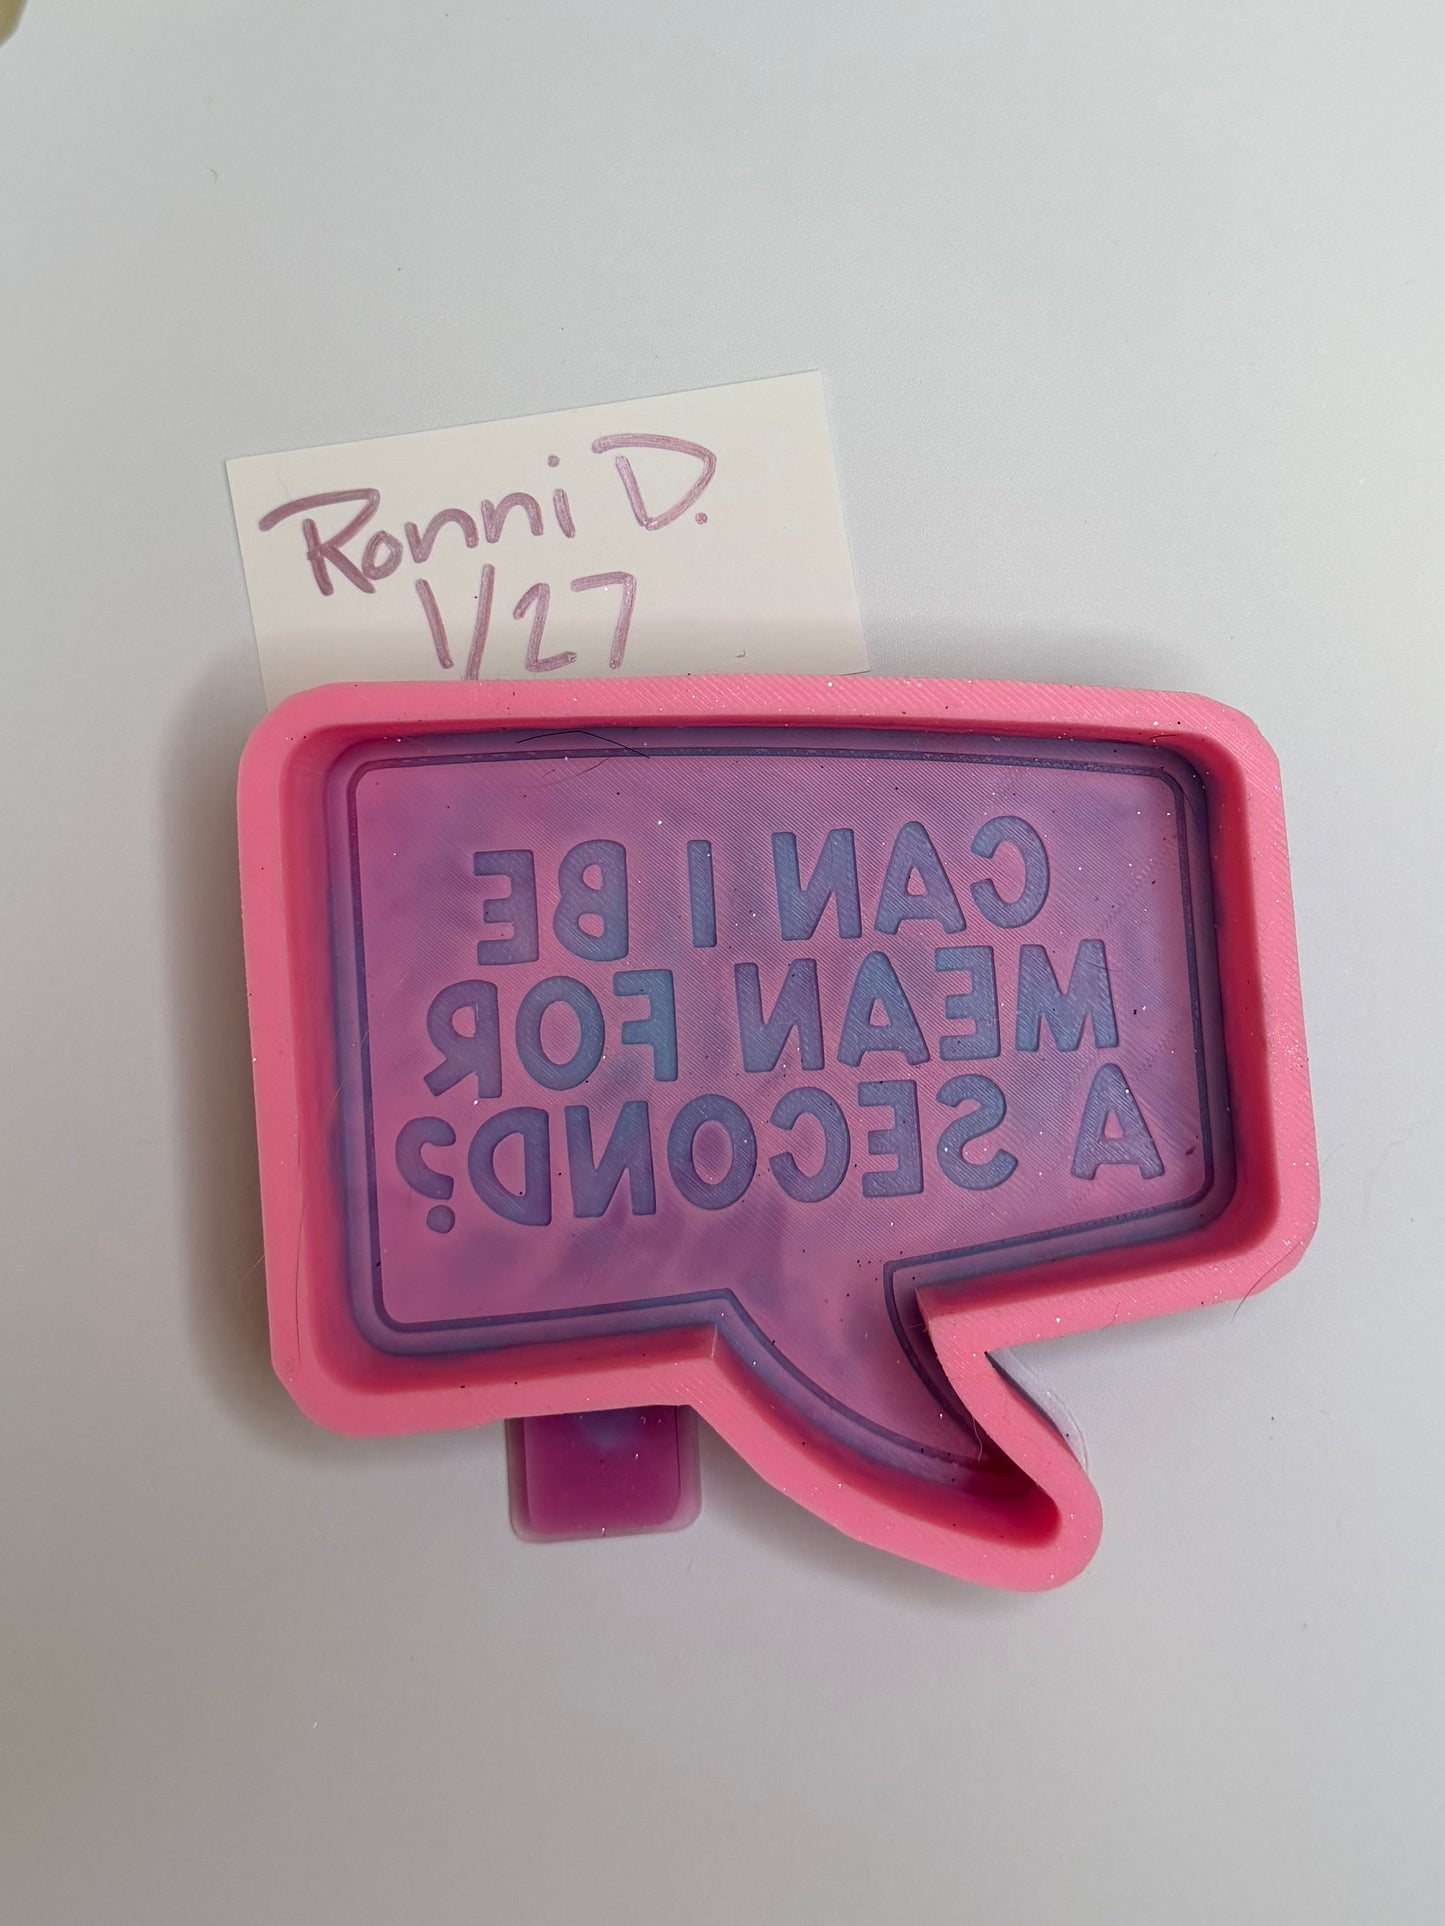 Ronni D.
1/27
CAN I BE
MEAN FOR
A SECOND?